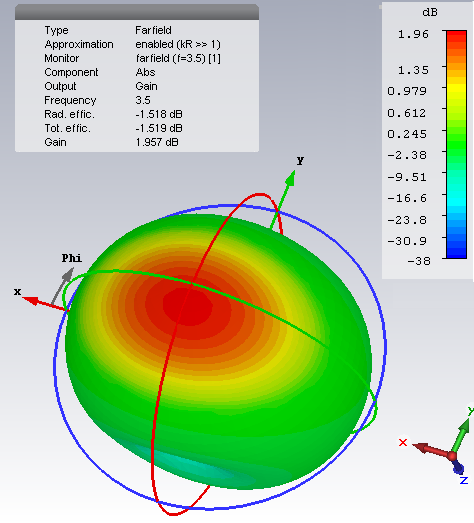 Type Farfield
Approximation enabled (kR >> 1)
Monitor farfield (f=3.5) [1]
Component Abs
Output Gain
Frequency 3.5
Rad. effic. -1.518 dB
Tot. effic. -1.519 dB
Gain 1.957 dB
dB
1.96
1.35
0.979
0.612
0.245
-2.38
-9.51
-16.6
-23.8
-30.9
-38
y
Phi
x
y
x
z